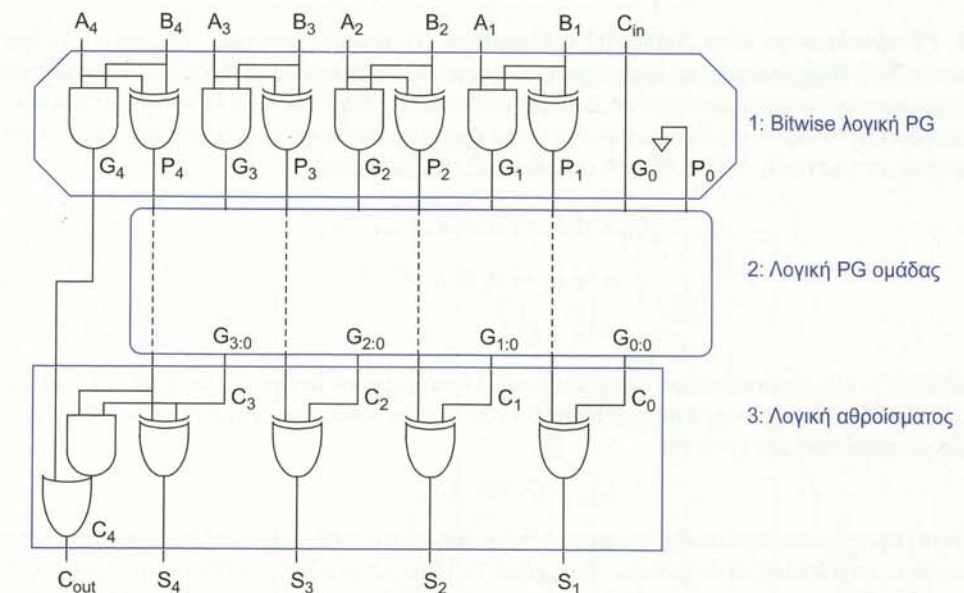 A4 B4 A3 B3 A2 B2 A1 B1 Cin
1: Bitwise λογική PG
G4 P4 G3 P3 G2 P2 G1 P1 G0 P0
2: Λογική PG ομάδας
G3:0 G2:0 G1:0 G0:0
C3 C2 C1 C0
3: Λογική αθροίσματος
C4
Cout S4 S3 S2 S1